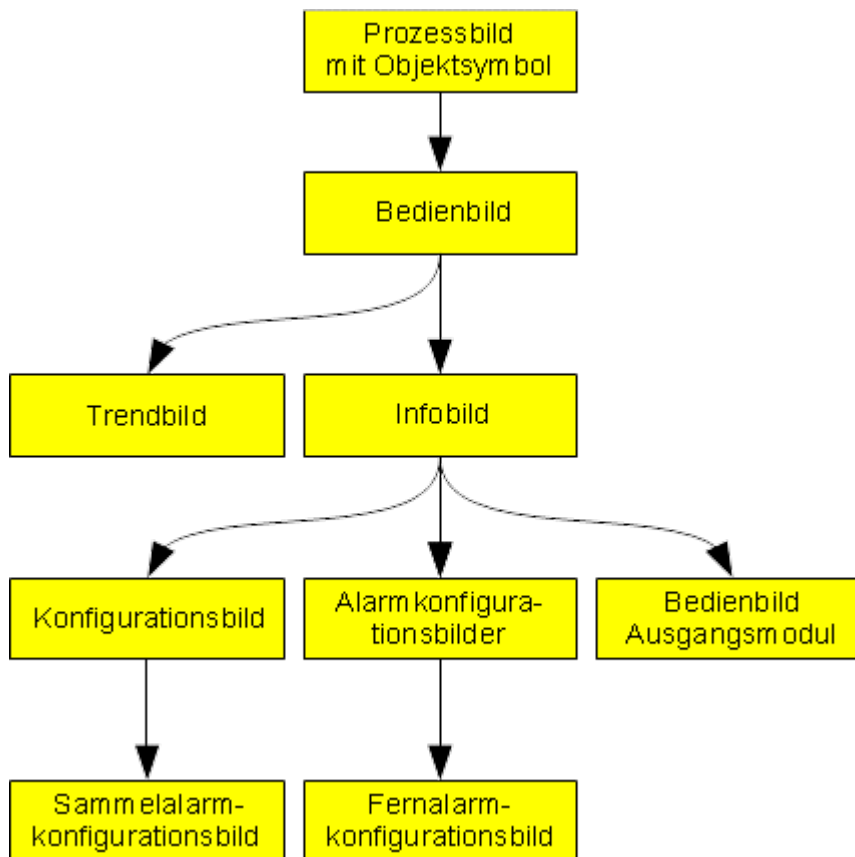 Prozessbild
mit Objektsymbol
Bedienbild
Trendbild
Infobild
Konfigurationsbild
Alarmkonfigura-
tionsbilder
Bedienbild
Ausgangsmodul
Sammelalarm-
konfigurationsbild
Fernalarm-
konfigurationsbild